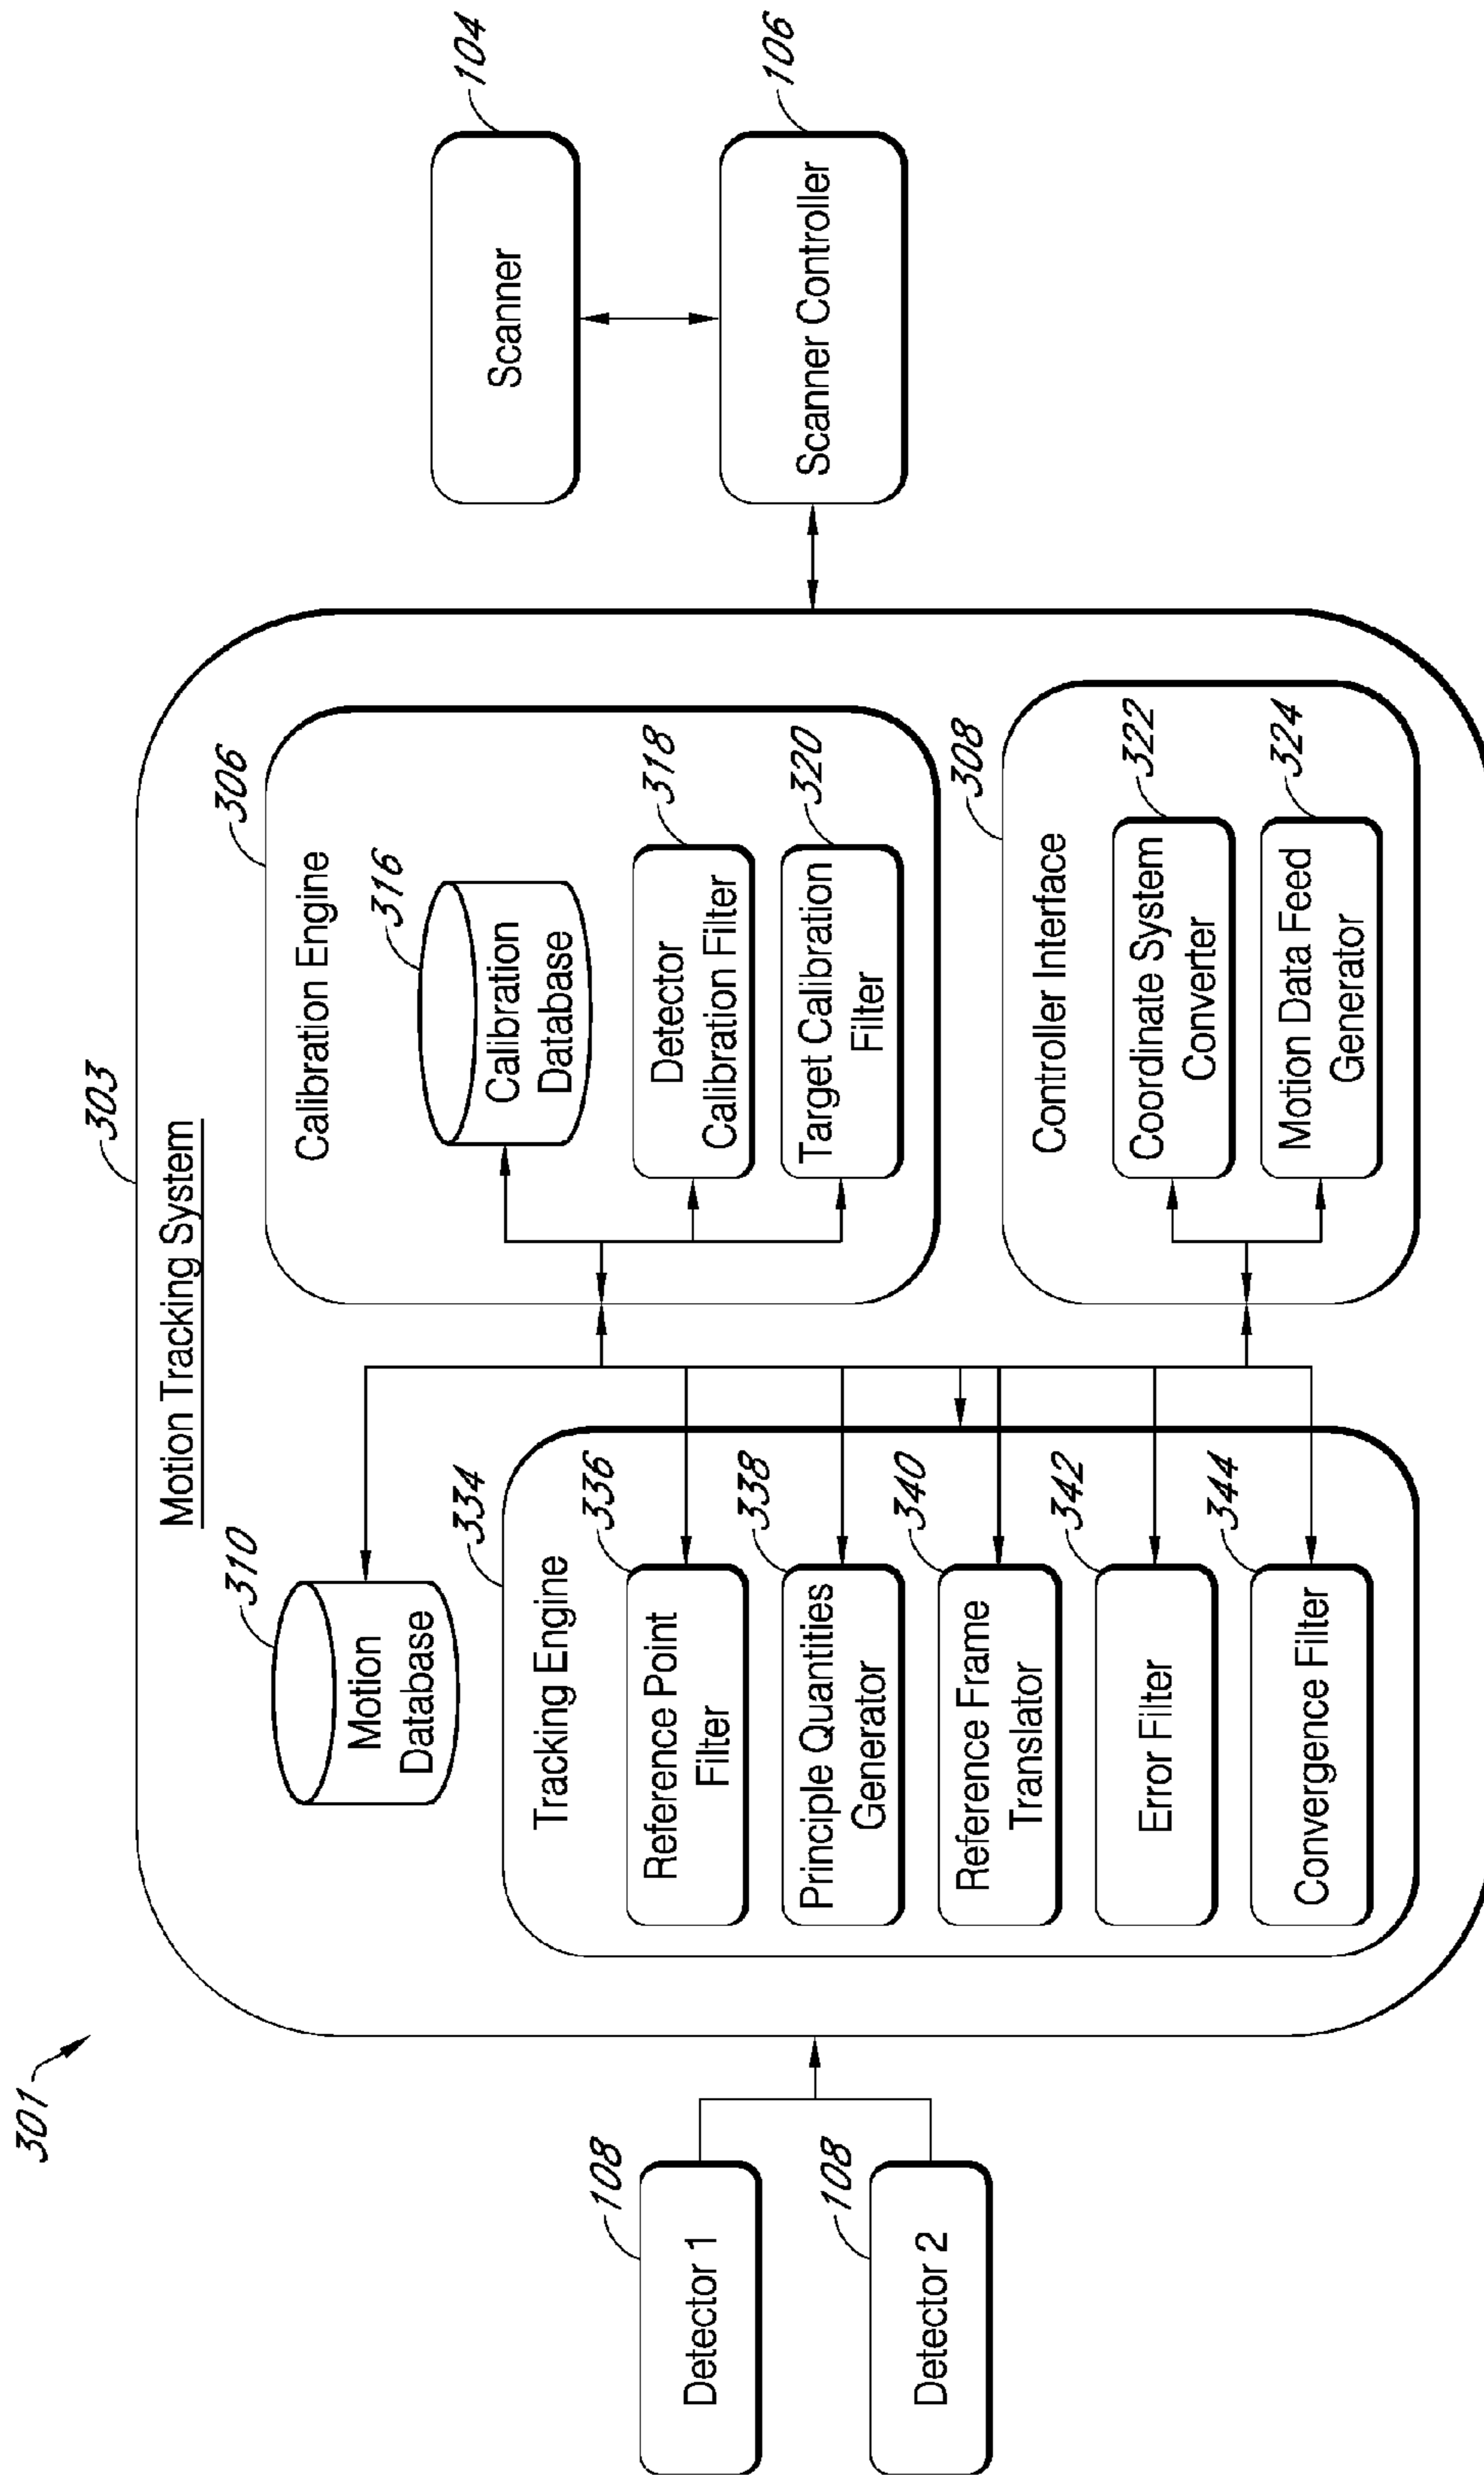 301
303
Motion Tracking System
108
Detector 1
108
Detector 2
310
Motion
Database
334
Tracking Engine
336
Reference Point
Filter
338
Principle Quantities
Generator
340
Reference Frame
Translator
342
Error Filter
344
Convergence Filter
306
Calibration Engine
316
Calibration
Database
318
Detector
Calibration Filter
320
Target Calibration
Filter
308
Controller Interface
322
Coordinate System
Converter
324
Motion Data Feed
Generator
104
Scanner
106
Scanner Controller